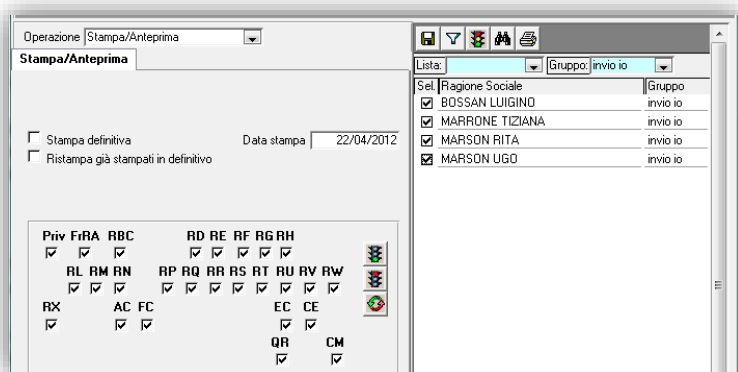 Operazione Stampa/Anteprima
Stampa/Anteprima
Stampa definitiva Data stampa 22/04/2012
Ristampa già stampati in definitivo
Priv FrRA RBC RD RE RF RG RH
RL RM RN RP RQ RR RS RT RU RV RW
RX AC FC EC CE
QR CM
Lista: Gruppo: invio io
Sel. Ragione Sociale Gruppo
BOSSAN LUIGINO invio io
MARRONE TIZIANA invio io
MARSON RITA invio io
MARSON UGO invio io